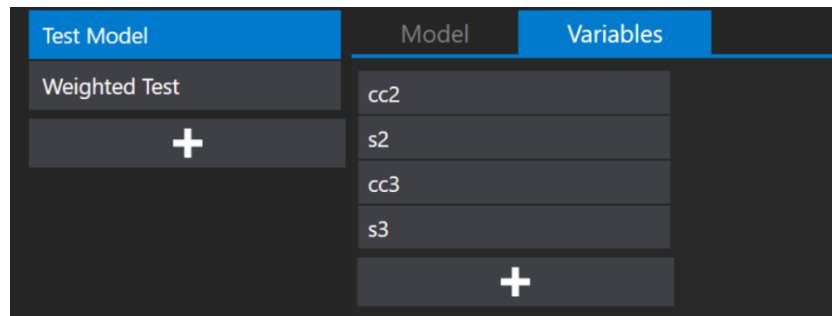 Test Model
Weighted Test
Model
Variables
cc2
s2
cc3
s3